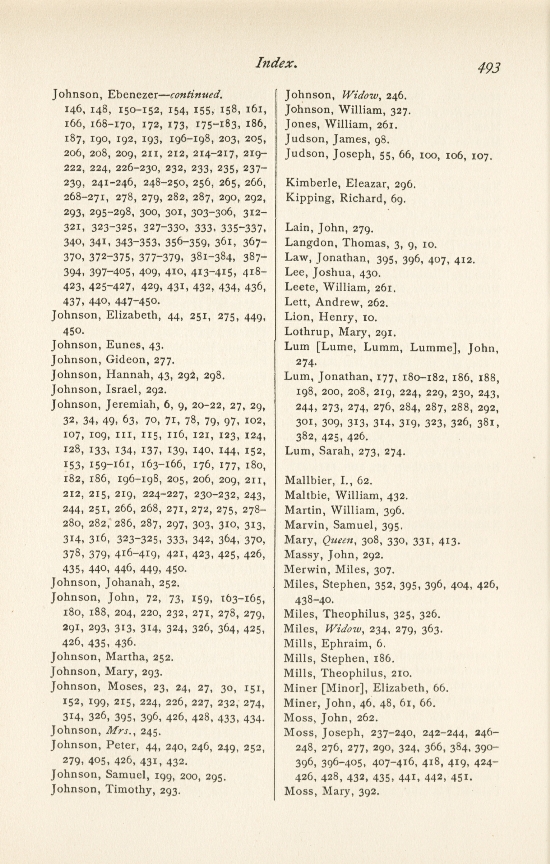 Index.
493
Johnson, Ebenezer—continued.
146, 148, 150–152, 154, 155, 158, 161,
166, 168–170, 172, 173, 175–183, 186,
187, 190, 192, 193, 196–198, 203, 205,
206, 208, 209, 211, 212, 214–217, 219–
222, 224, 226–230, 232, 233, 235, 237–
239, 241–246, 248–250, 256, 265, 266,
268–271, 278, 279, 282, 287, 290, 292,
293, 295–298, 300, 301, 303–306, 312–
321, 323–325, 327–330, 333, 335–337,
340, 341, 343–353, 356–359, 361, 367–
370, 372–375, 377–379, 381–384, 387–
394, 397–405, 409, 410, 413–415, 418–
423, 425–427, 429, 431, 432, 434, 436,
437, 440, 447–450.
Johnson, Elizabeth, 44, 251, 275, 449,
450.
Johnson, Eunes, 43.
Johnson, Gideon, 277.
Johnson, Hannah, 43, 292, 298.
Johnson, Israel, 292.
Johnson, Jeremiah, 6, 9, 20–22, 27, 29,
32, 34, 49, 63, 70, 71, 78, 79, 97, 102,
107, 109, 111, 115, 116, 121, 123, 124,
128, 133, 134, 137, 139, 140, 144, 152,
153, 159–161, 163–166, 176, 177, 180,
182, 186, 196–198, 205, 206, 209, 211,
212, 215, 219, 224–227, 230–232, 243,
244, 251, 266, 268, 271, 272, 275, 278–
280, 282, 286, 287, 297, 303, 310, 313,
314, 316, 323–325, 333, 342, 364, 370,
378, 379, 416–419, 421, 423, 425, 426,
435, 440, 446, 449, 450.
Johnson, Johanah, 252.
Johnson, John, 72, 73, 159, 163–165,
180, 188, 204, 220, 232, 271, 278, 279,
291, 293, 313, 314, 324, 326, 364, 425,
426, 435, 436.
Johnson, Martha, 252.
Johnson, Mary, 293.
Johnson, Moses, 23, 24, 27, 30, 151,
152, 199, 215, 224, 226, 227, 232, 274,
314, 326, 395, 396, 426, 428, 433, 434.
Johnson, Mrs., 245.
Johnson, Peter, 44, 240, 246, 249, 252,
279, 405, 426, 431, 432.
Johnson, Samuel, 199, 200, 295.
Johnson, Timothy, 293.
Johnson, Widow, 246.
Johnson, William, 327.
Jones, William, 261.
Judson, James, 98.
Judson, Joseph, 55, 66, 100, 106, 107.
Kimberle, Eleazar, 296.
Kipping, Richard, 69.
Lain, John, 279.
Langdon, Thomas, 3, 9, 10.
Law, Jonathan, 395, 396, 407, 412.
Lee, Joshua, 430.
Leete, William, 261.
Lett, Andrew, 262.
Lion, Henry, 10.
Lothrup, Mary, 291.
Lum [Lume, Lumm, Lumme], John,
274.
Lum, Jonathan, 177, 180–182, 186, 188,
198, 200, 208, 219, 224, 229, 230, 243,
244, 273, 274, 276, 284, 287, 288, 292,
301, 309, 313, 314, 319, 323, 326, 381,
382, 425, 426.
Lum, Sarah, 273, 274.
Mallbier, I., 62.
Maltbie, William, 432.
Martin, William, 396.
Marvin, Samuel, 395.
Mary, Queen, 308, 330, 331, 413.
Massy, John, 292.
Merwin, Miles, 307.
Miles, Stephen, 352, 395, 396, 404, 426,
438–40.
Miles, Theophilus, 325, 326.
Miles, Widow, 234, 279, 363.
Mills, Ephraim, 6.
Mills, Stephen, 186.
Mills, Theophilus, 210.
Miner [Minor], Elizabeth, 66.
Miner, John, 46, 48, 61, 66.
Moss, John, 262.
Moss, Joseph, 237–240, 242–244, 246–
248, 276, 277, 290, 324, 366, 384, 390–
396, 396–405, 407–416, 418, 419, 424–
426, 428, 432, 435, 441, 442, 451.
Moss, Mary, 392.